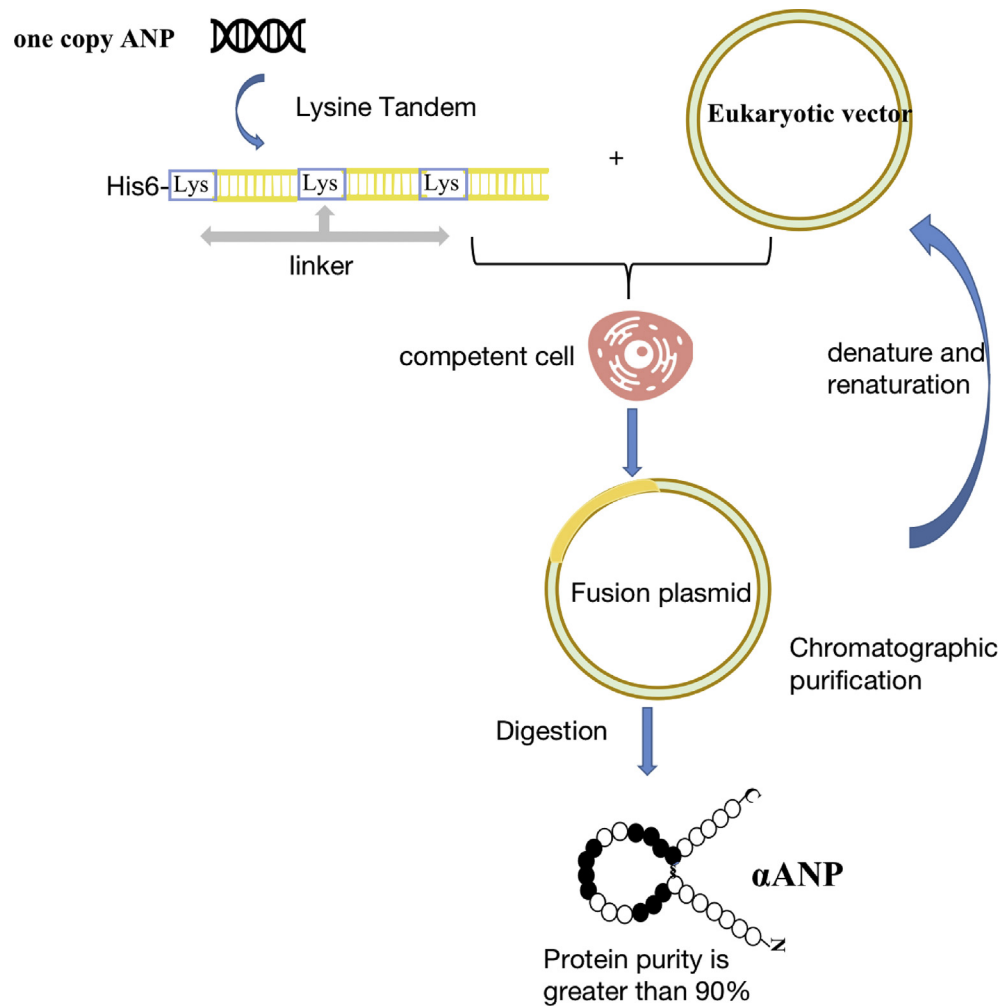 one copy ANP
Lysine Tandem
Eukaryotic vector
+
His6-
Lys
Lys
Lys
linker
competent cell
denature and
renaturation
Fusion plasmid
Chromatographic
purification
Digestion
C
αANP
N
Protein purity is
greater than 90%